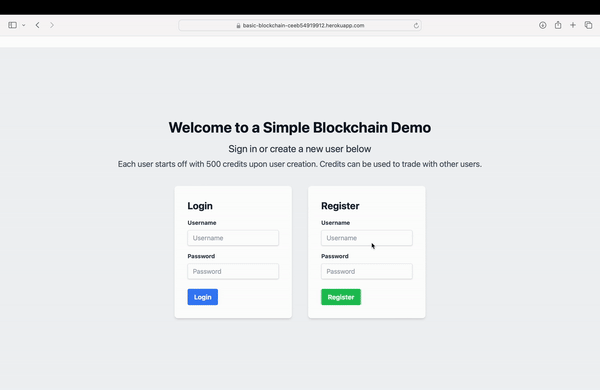 basic-blockchain-ceeb54919912.herokuapp.com
Welcome to a Simple Blockchain Demo
Sign in or create a new user below
Each user starts off with 500 credits upon user creation. Credits can be used to trade with other users.
Login
Username
Username
Password
Password
Login
Register
Username
Username
Password
Password
Register